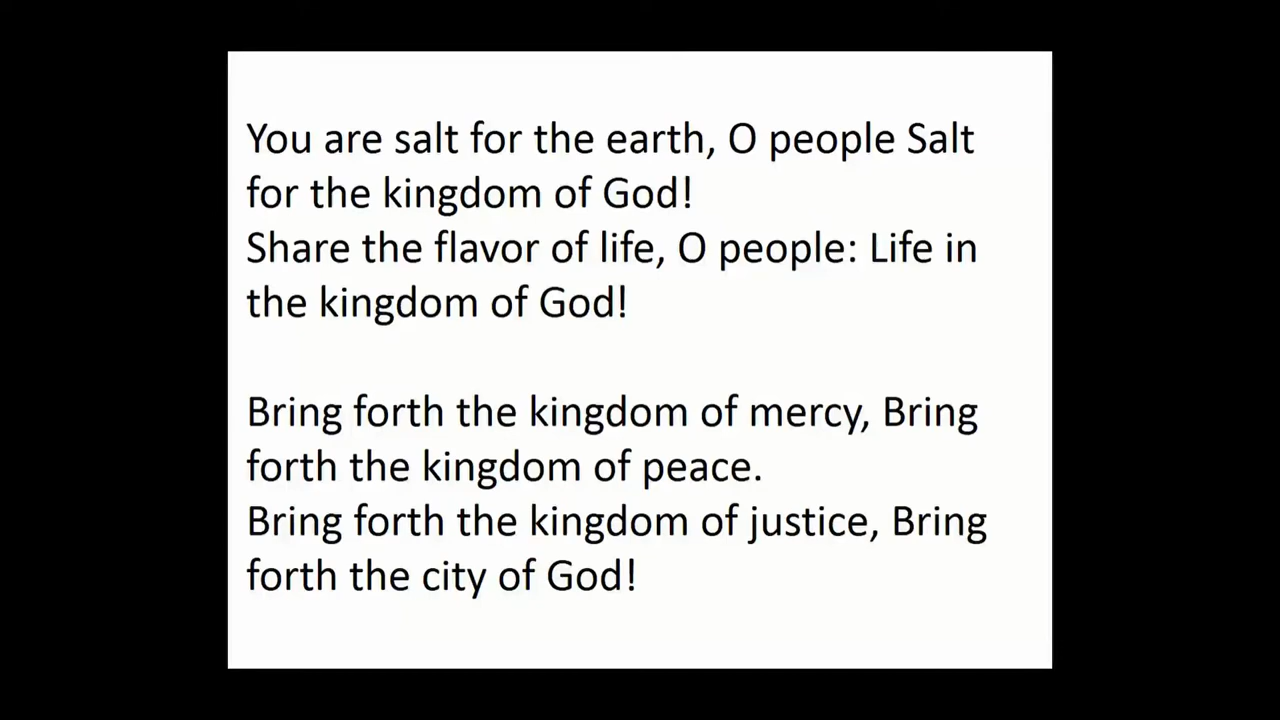 You are salt for the earth, O people Salt
for the kingdom of God!
Share the flavor of life, O people: Life in
the kingdom of God!
Bring forth the kingdom of mercy, Bring
forth the kingdom of peace.
Bring forth the kingdom of justice, Bring
forth the city of God!